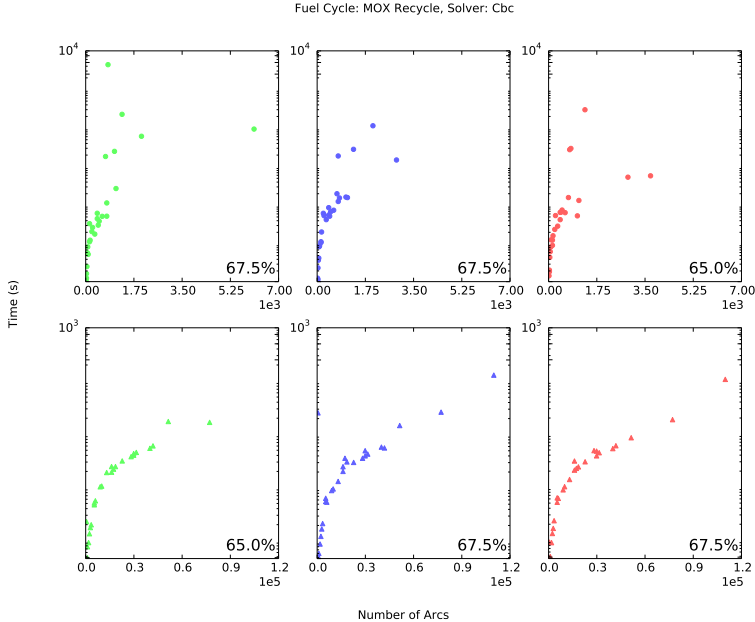 Fuel Cycle: MOX Recycle, Solver: Cbc
10^4 10^4 10^4
67.5% 67.5% 65.0%
0.00 1.75 3.50 5.25 7.00 0.00 1.75 3.50 5.25 7.00 0.00 1.75 3.50 5.25 7.00
1e3 1e3 1e3
Time (s)
10^3 10^3 10^3
65.0% 67.5% 67.5%
0.0 0.3 0.6 0.9 1.2 0.0 0.3 0.6 0.9 1.2 0.0 0.3 0.6 0.9 1.2
1e5 1e5 1e5
Number of Arcs